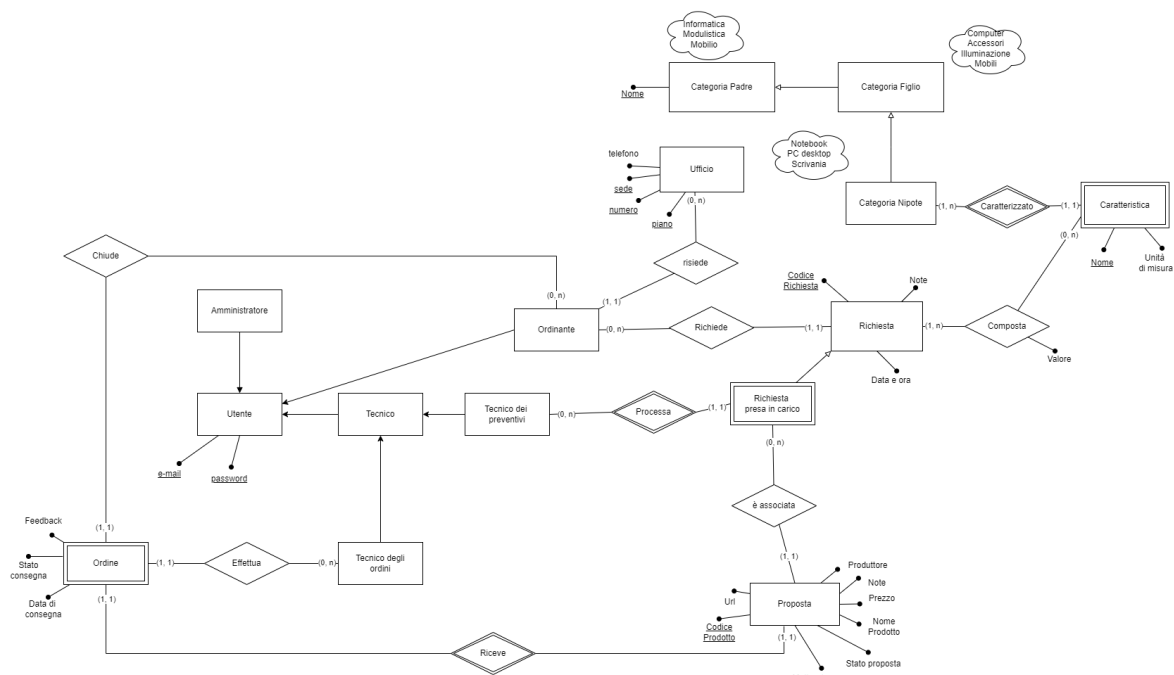 Informatica
Modulistica
Mobilio
Computer
Accessori
Illuminazione
Mobili
Nome
Categoria Padre
Categoria Figlio
Notebook
PC desktop
Scrivania
telefono
sede
numero
piano
Ufficio
(0, n)
Categoria Nipote
(1, n)
Caratterizzato
(1, 1)
Caratteristica
(0, n)
Nome
Unità
di misura
Chiude
risiede
Codice
Richiesta
Note
(0, n)
(1, 1)
Amministratore
Ordinante
(0, n)
Richiede
(1, 1)
Richiesta
(1, n)
Composta
Valore
Data e ora
Utente
Tecnico
Tecnico dei
preventivi
(0, n)
Processa
(1, 1)
Richiesta
presa in carico
(0, n)
e-mail
password
è associata
Feedback
(1, 1)
Stato
consegna
Ordine
(1, 1)
Effettua
(0, n)
Tecnico degli
ordini
(1, 1)
Data di
consegna
(1, 1)
Produttore
Note
Url
Proposta
Prezzo
Codice
Prodotto
(1, 1)
Nome
Prodotto
Riceve
Stato proposta